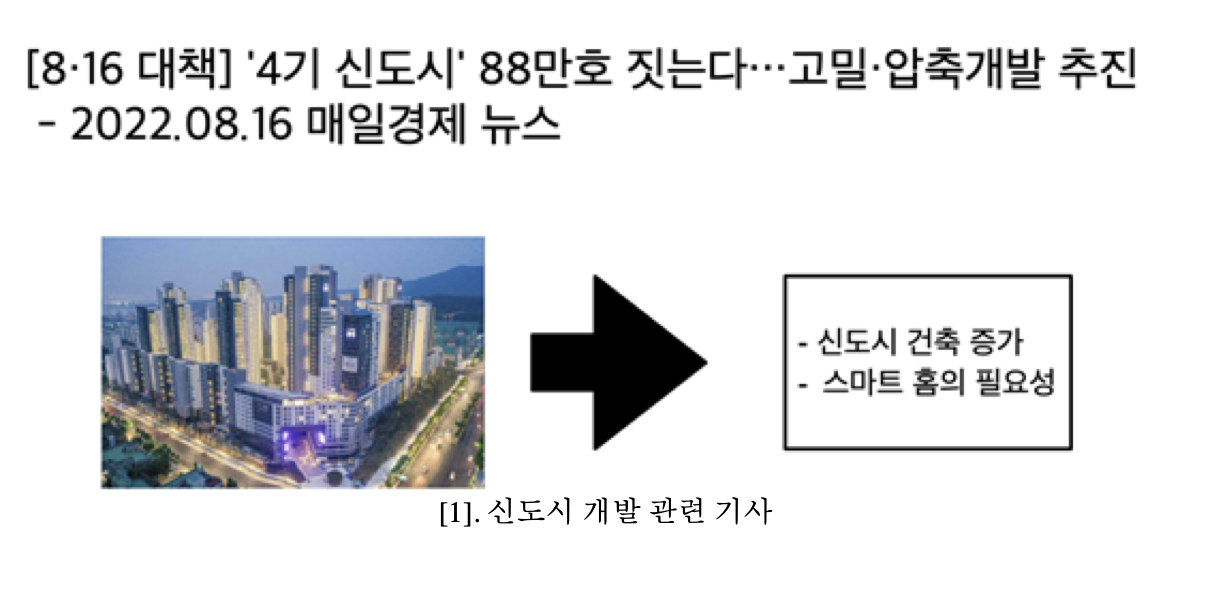 [8·16 대책] '4기 신도시' 88만호 짓는다…고밀·압축개발 추진
- 2022.08.16 매일경제 뉴스
- 신도시 건축 증가
- 스마트 홈의 필요성
[1]. 신도시 개발 관련 기사